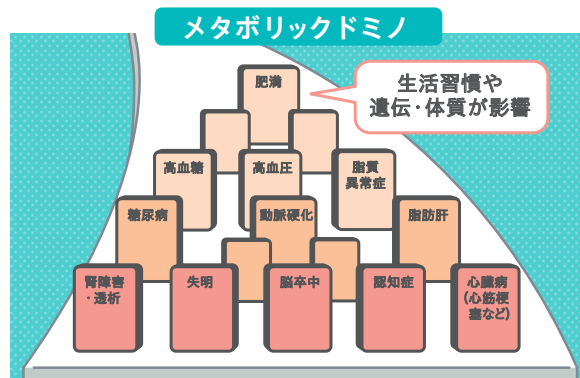 メタボリックドミノ
肥満
生活習慣や
遺伝・体質が影響
高血糖
高血圧
脂質
異常症
糖尿病
動脈硬化
脂肪肝
腎障害
・透析
失明
脳卒中
認知症
心臓病
(心筋梗
塞など)